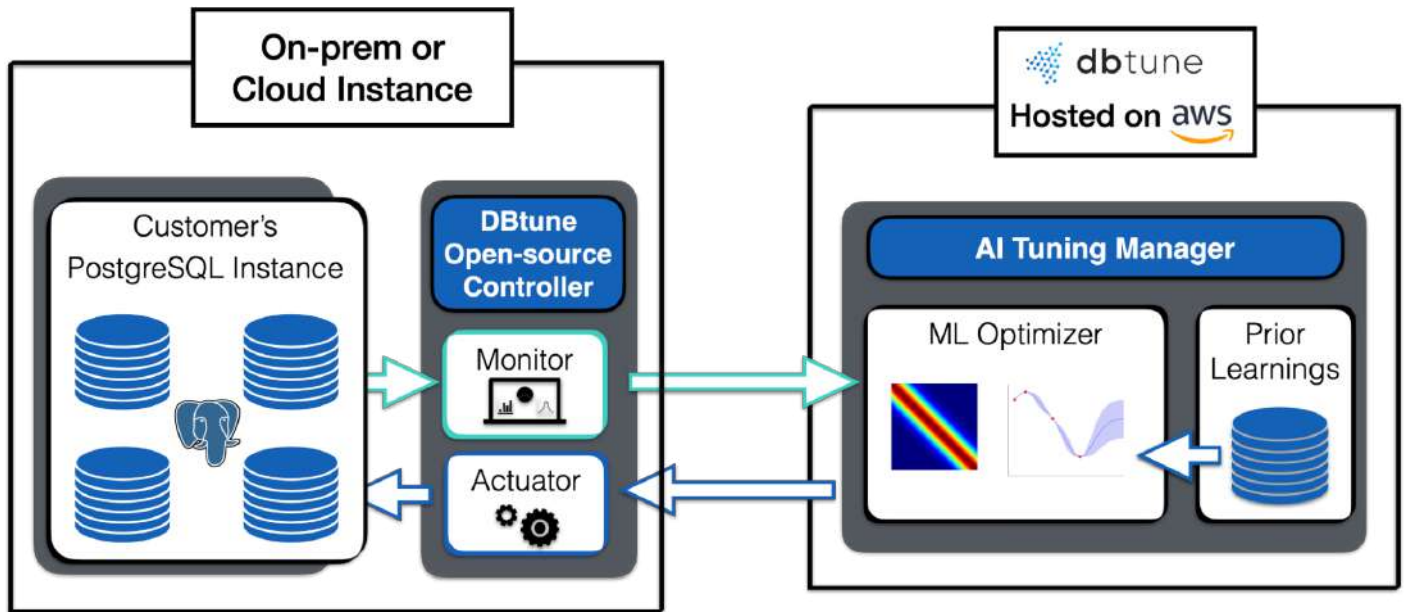 On-prem or
Cloud Instance
dbtune
Hosted on aws
Customer's
PostgreSQL Instance
DBtune
Open-source
Controller
Monitor
Actuator
AI Tuning Manager
ML Optimizer
Prior
Learnings